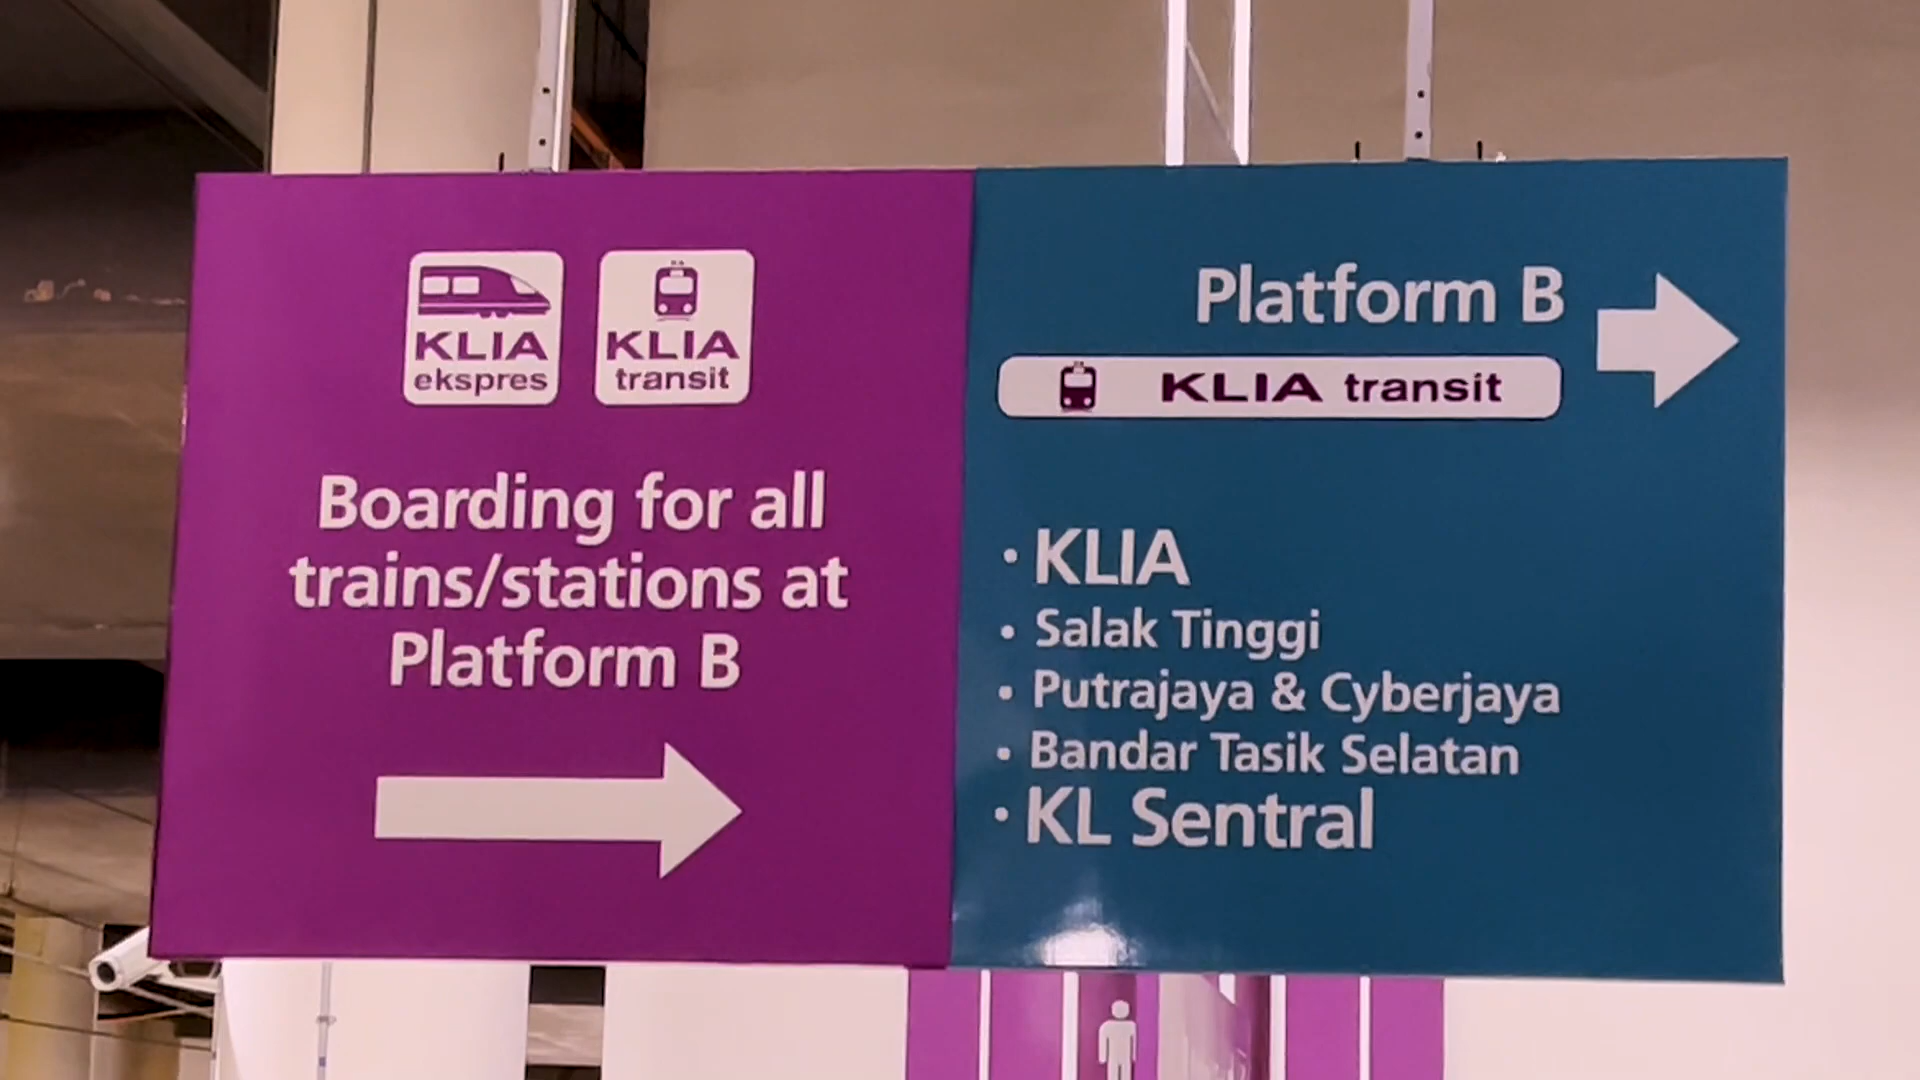 KLIA
ekspres
KLIA
transit
Boarding for all
trains/stations at
Platform B
Platform B
KLIA transit
• KLIA
• Salak Tinggi
• Putrajaya & Cyberjaya
• Bandar Tasik Selatan
• KL Sentral